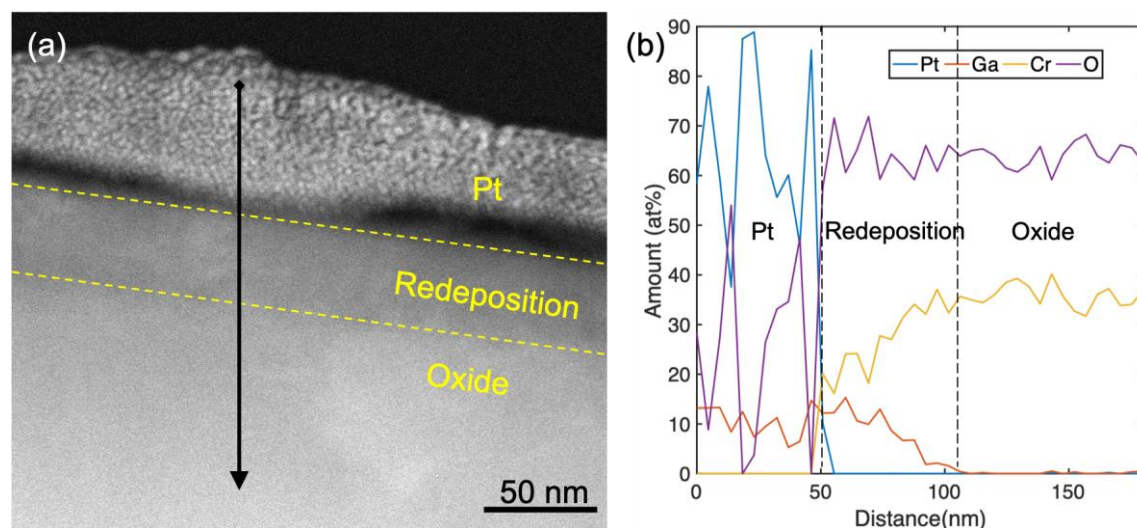 (a)
Pt
Redeposition
Oxide
50 nm
(b)
90
80
70
60
50
40
30
20
10
0
Amount (at%)
Pt Ga Cr O
Pt Redeposition Oxide
0 50 100 150
Distance(nm)